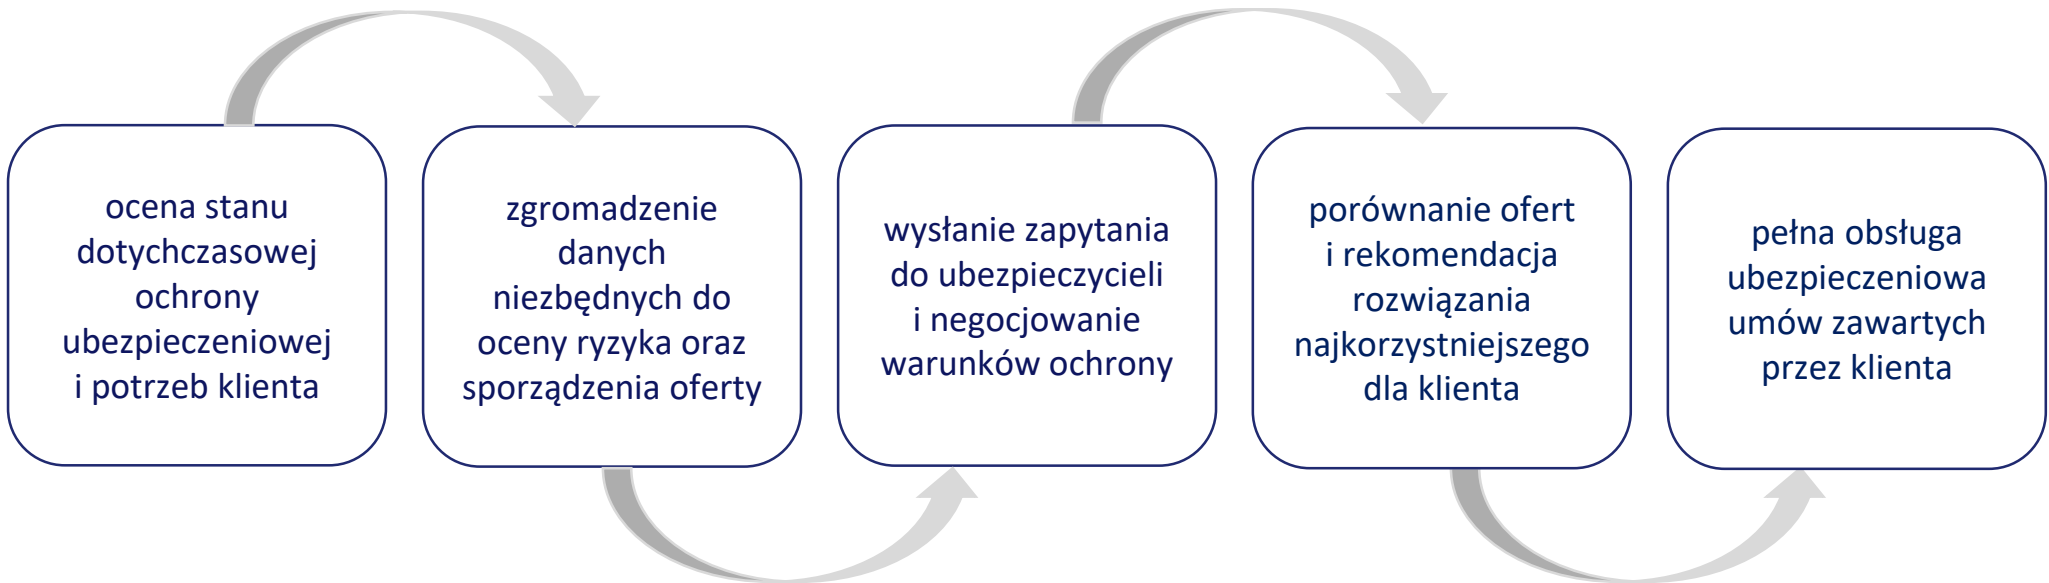 ocena stanu
dotychczasowej
ochrony
ubezpieczeniowej
i potrzeb klienta
zgromadzenie
danych
niezbędnych do
oceny ryzyka oraz
sporządzenia oferty
wysłanie zapytania
do ubezpieczycieli
i negocjowanie
warunków ochrony
porównanie ofert
i rekomendacja
rozwiązania
najkorzystniejszego
dla klienta
pełna obsługa
ubezpieczeniowa
umów zawartych
przez klienta